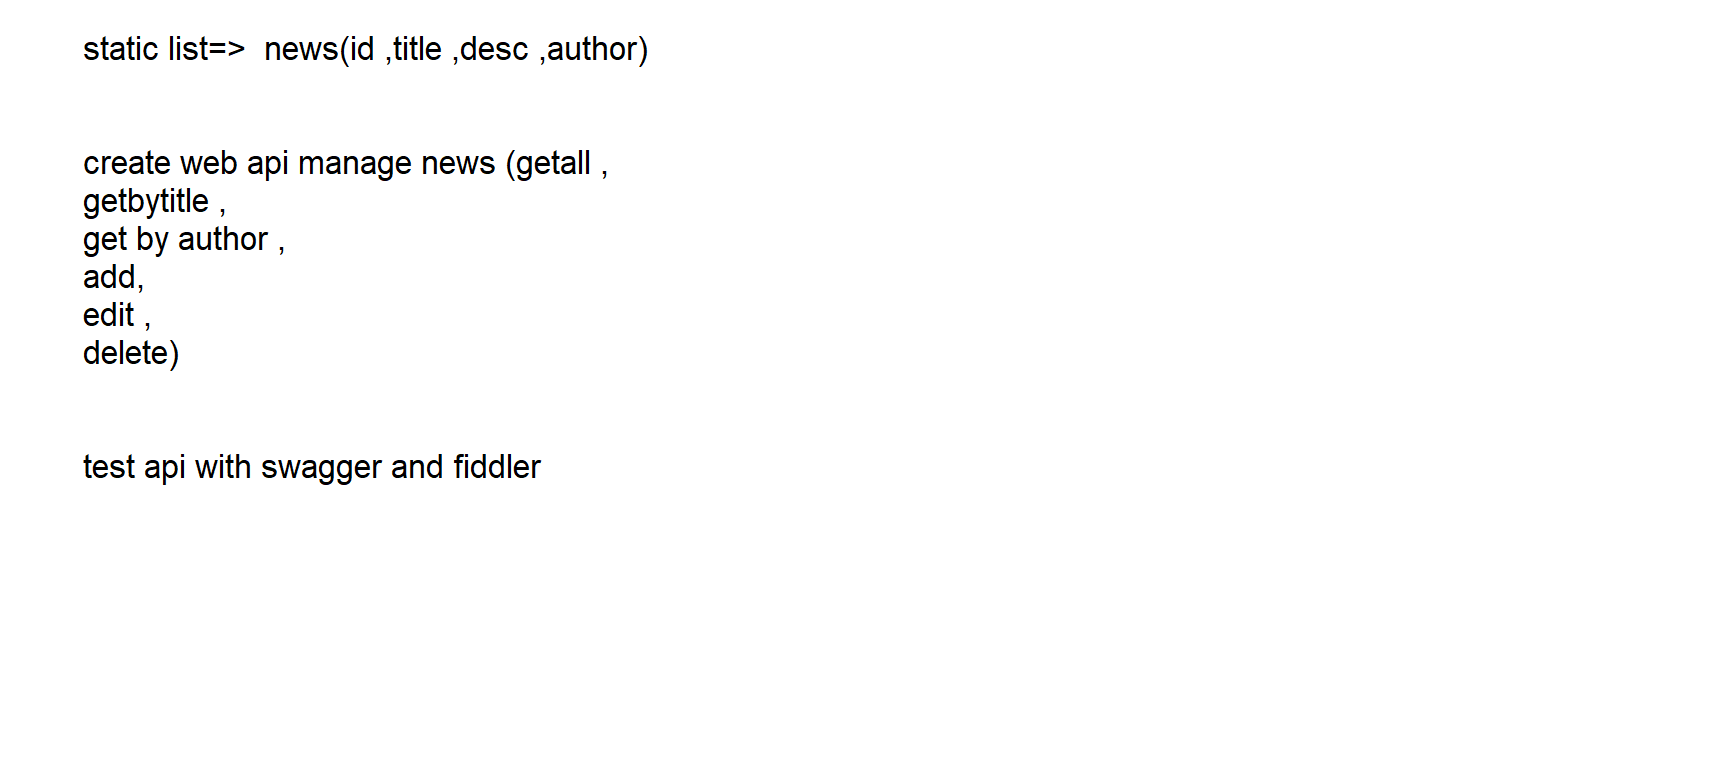 static list=>  news(id ,title ,desc ,author)
create web api manage news (getall ,
getbytitle ,
get by author ,
add,
edit ,
delete)
test api with swagger and fiddler